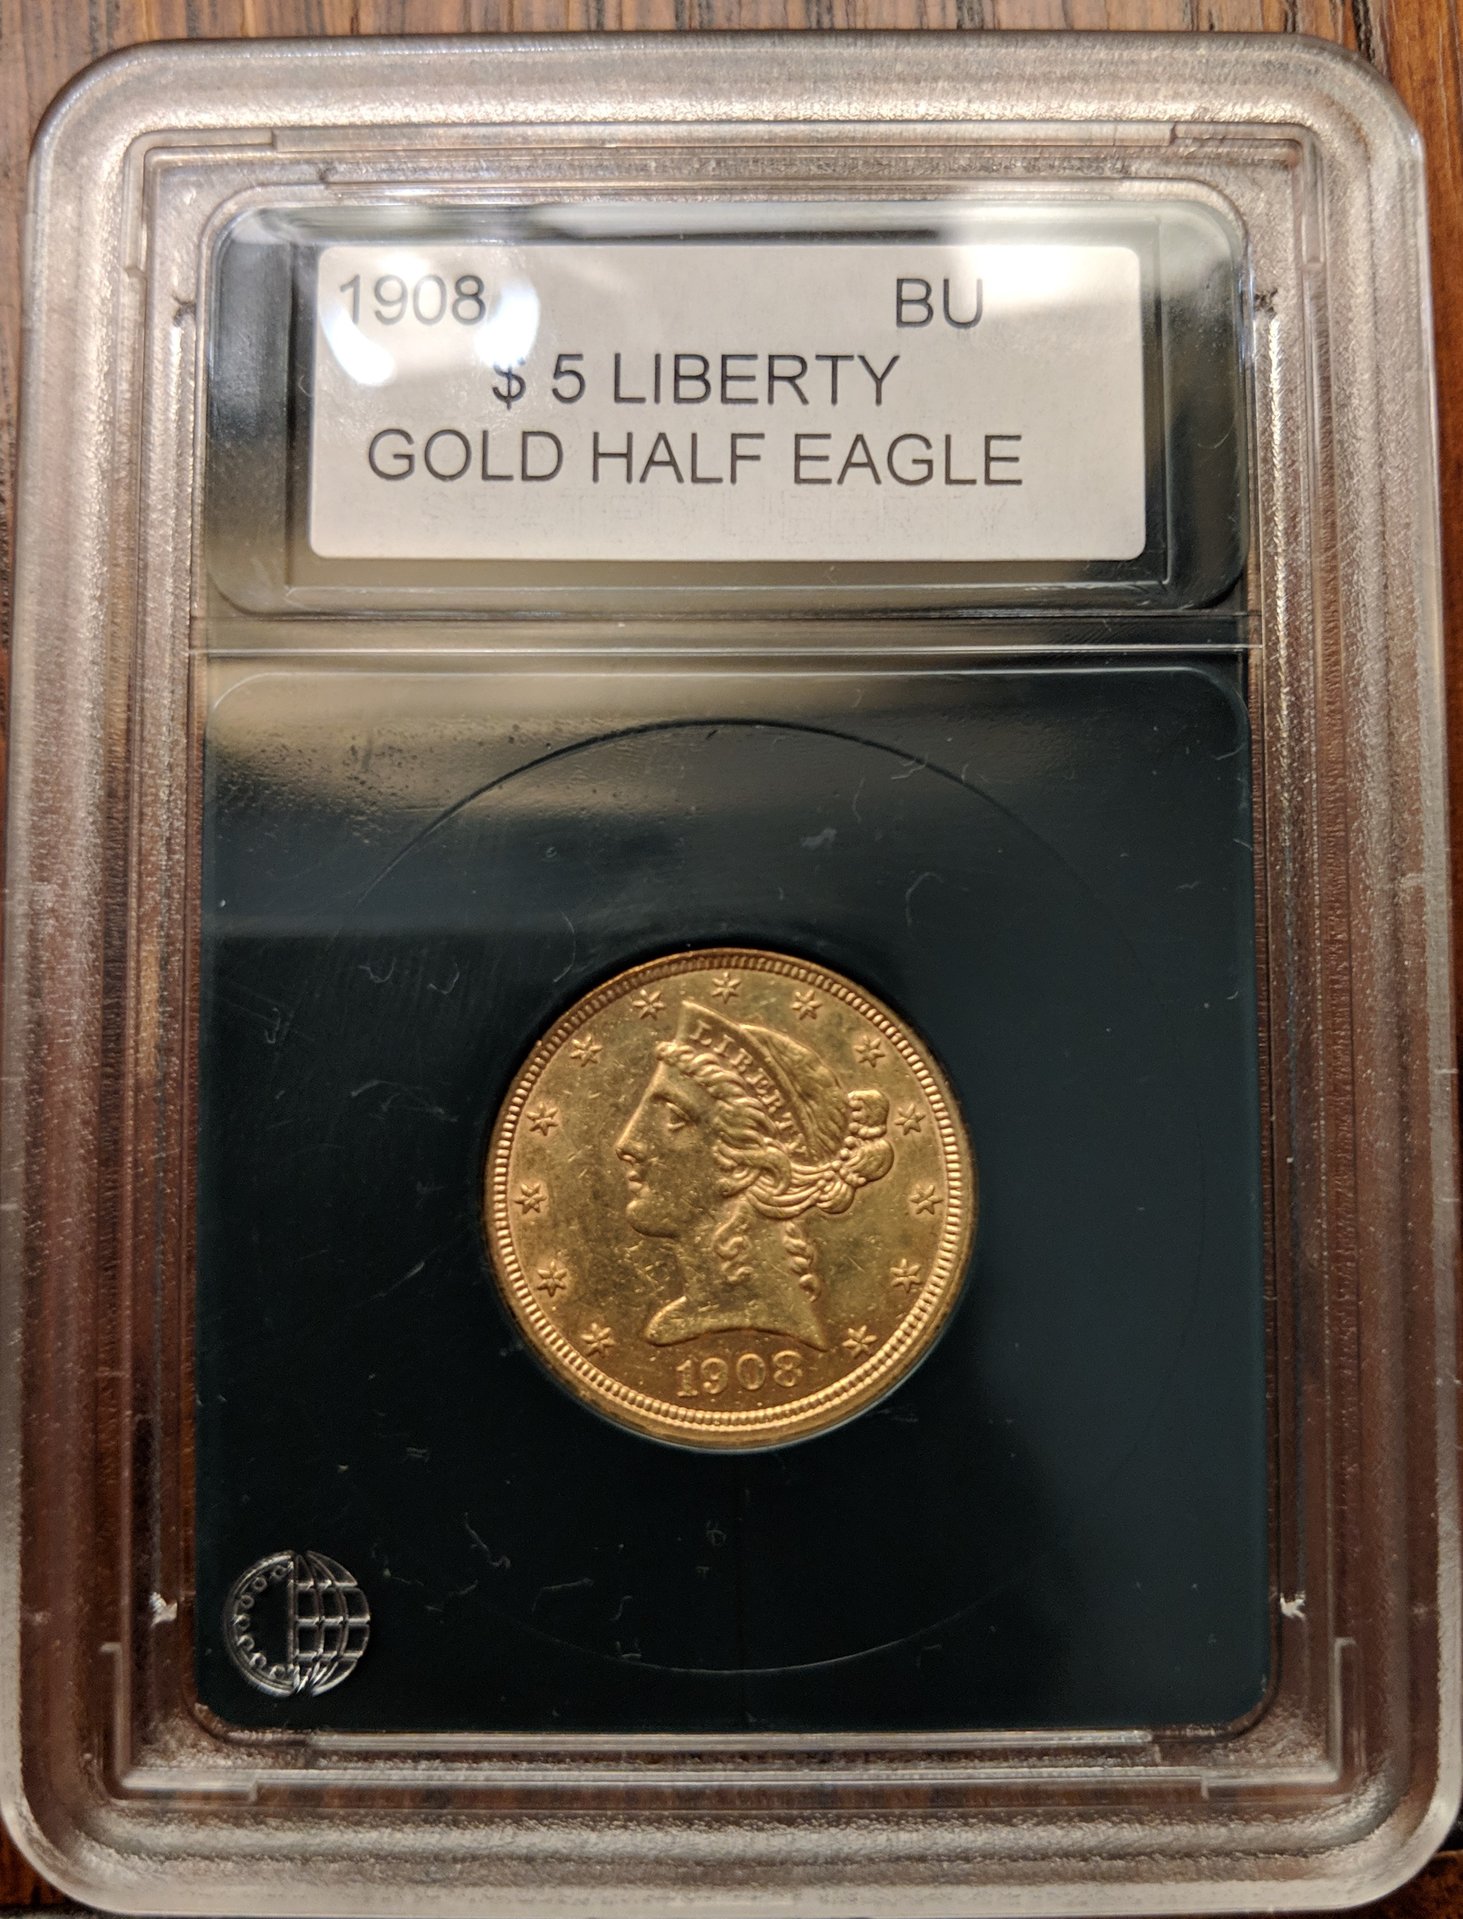 1908 BU
$ 5 LIBERTY
GOLD HALF EAGLE
LIBERTY
1908